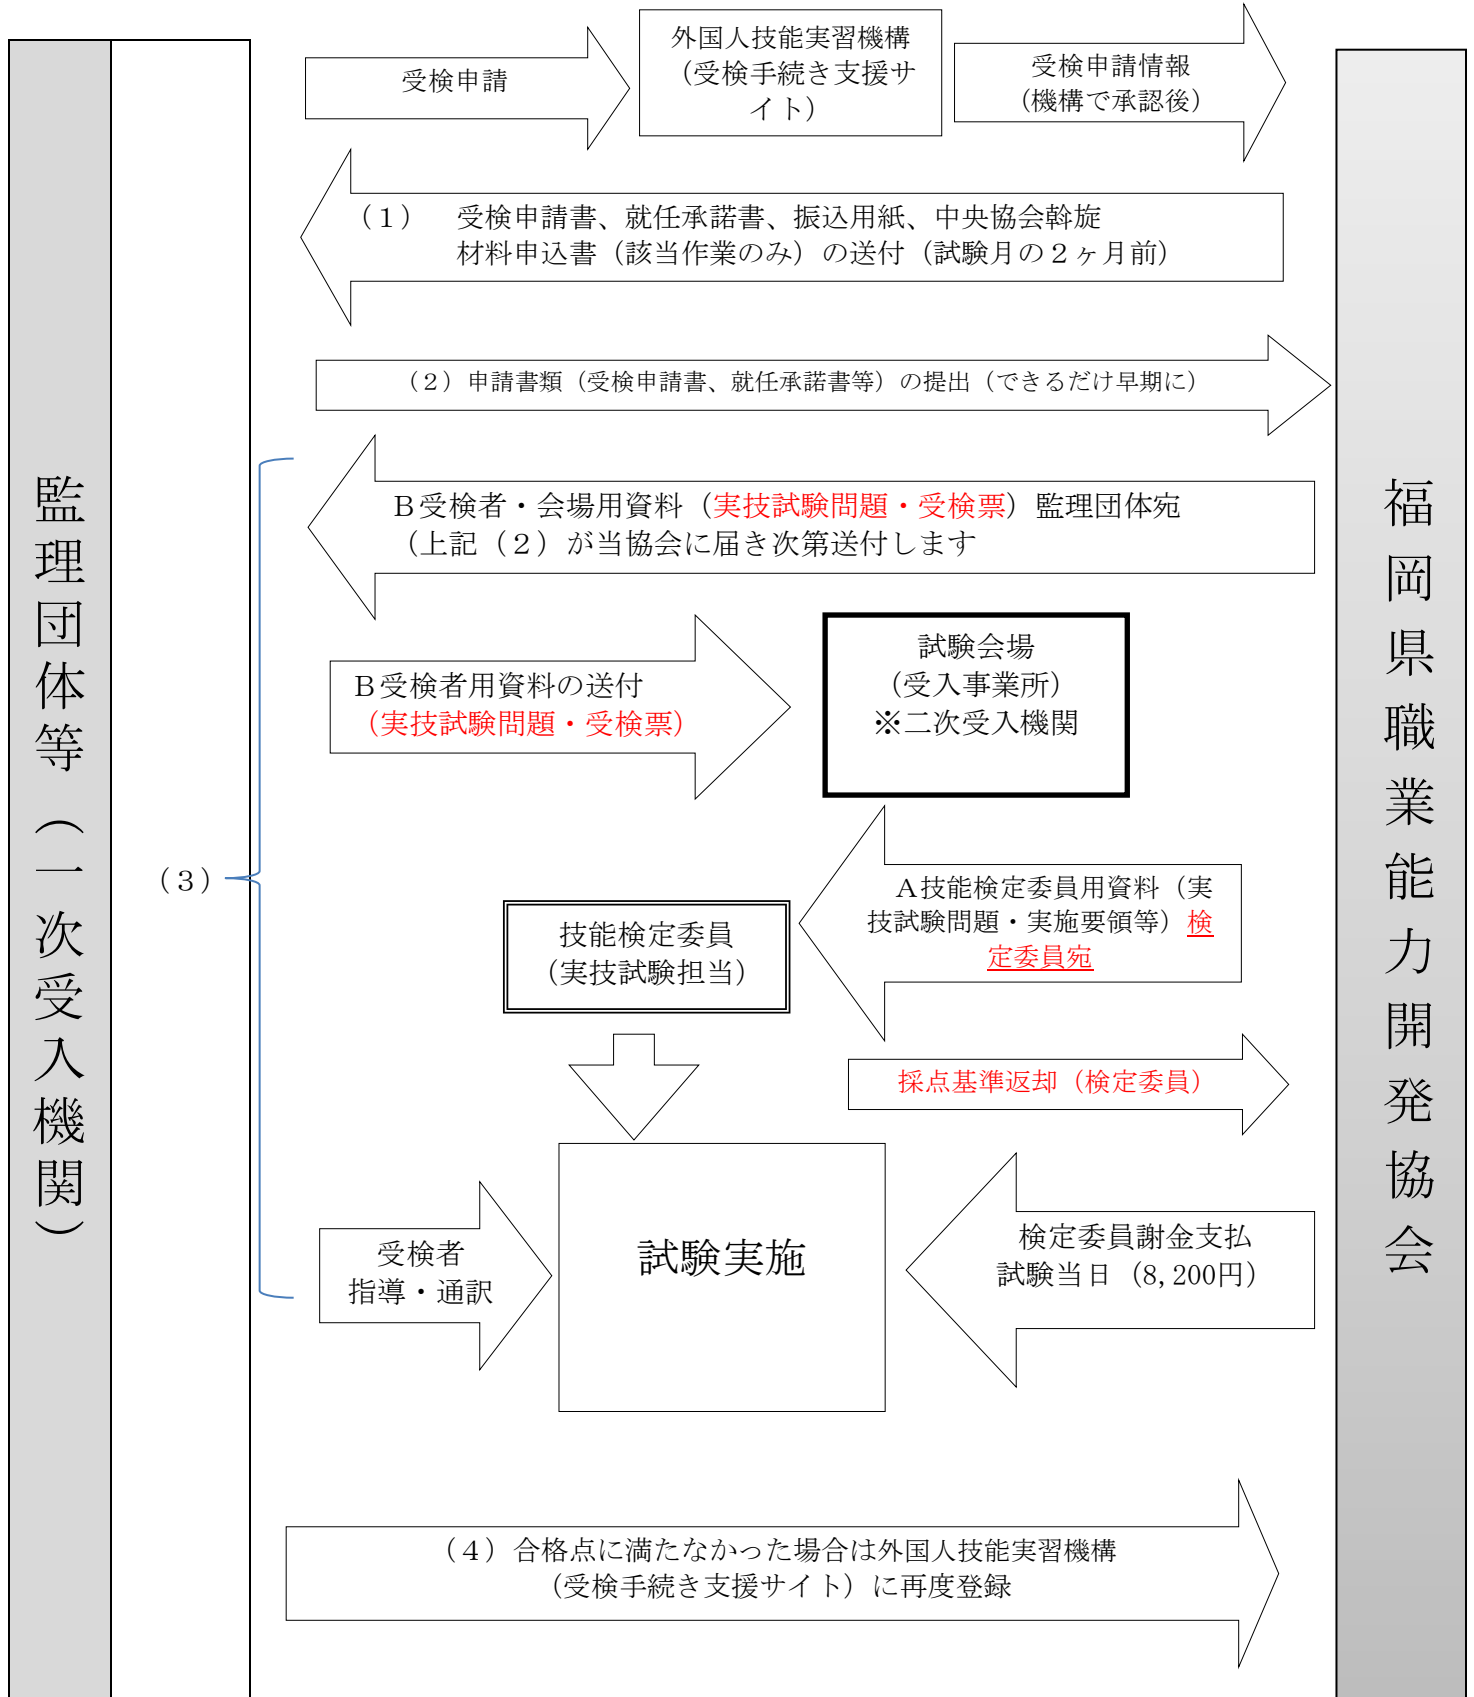 受検申請
外国人技能実習機構
（受検手続き支援サ
イト）
受検申請情報
（機構で承認後）
（１）　受検申請書、就任承諾書、振込用紙、中央協会斡旋
材料申込書（該当作業のみ）の送付（試験月の２ヶ月前）
（２）申請書類（受検申請書、就任承諾書等）の提出（できるだけ早期に）
監理団体等（一次受入機関）
福岡県職業能力開発協会
（３）
Ｂ受検者・会場用資料（実技試験問題・受検票）監理団体宛
（上記（２）が当協会に届き次第送付します
Ｂ受検者用資料の送付
（実技試験問題・受検票）
試験会場
（受入事業所）
※二次受入機関
Ａ技能検定委員用資料（実
技試験問題・実施要領等）検
定委員宛
技能検定委員
（実技試験担当）
採点基準返却（検定委員）
受検者
指導・通訳
試験実施
検定委員謝金支払
試験当日（8,200円）
（４）合格点に満たなかった場合は外国人技能実習機構
（受検手続き支援サイト）に再度登録